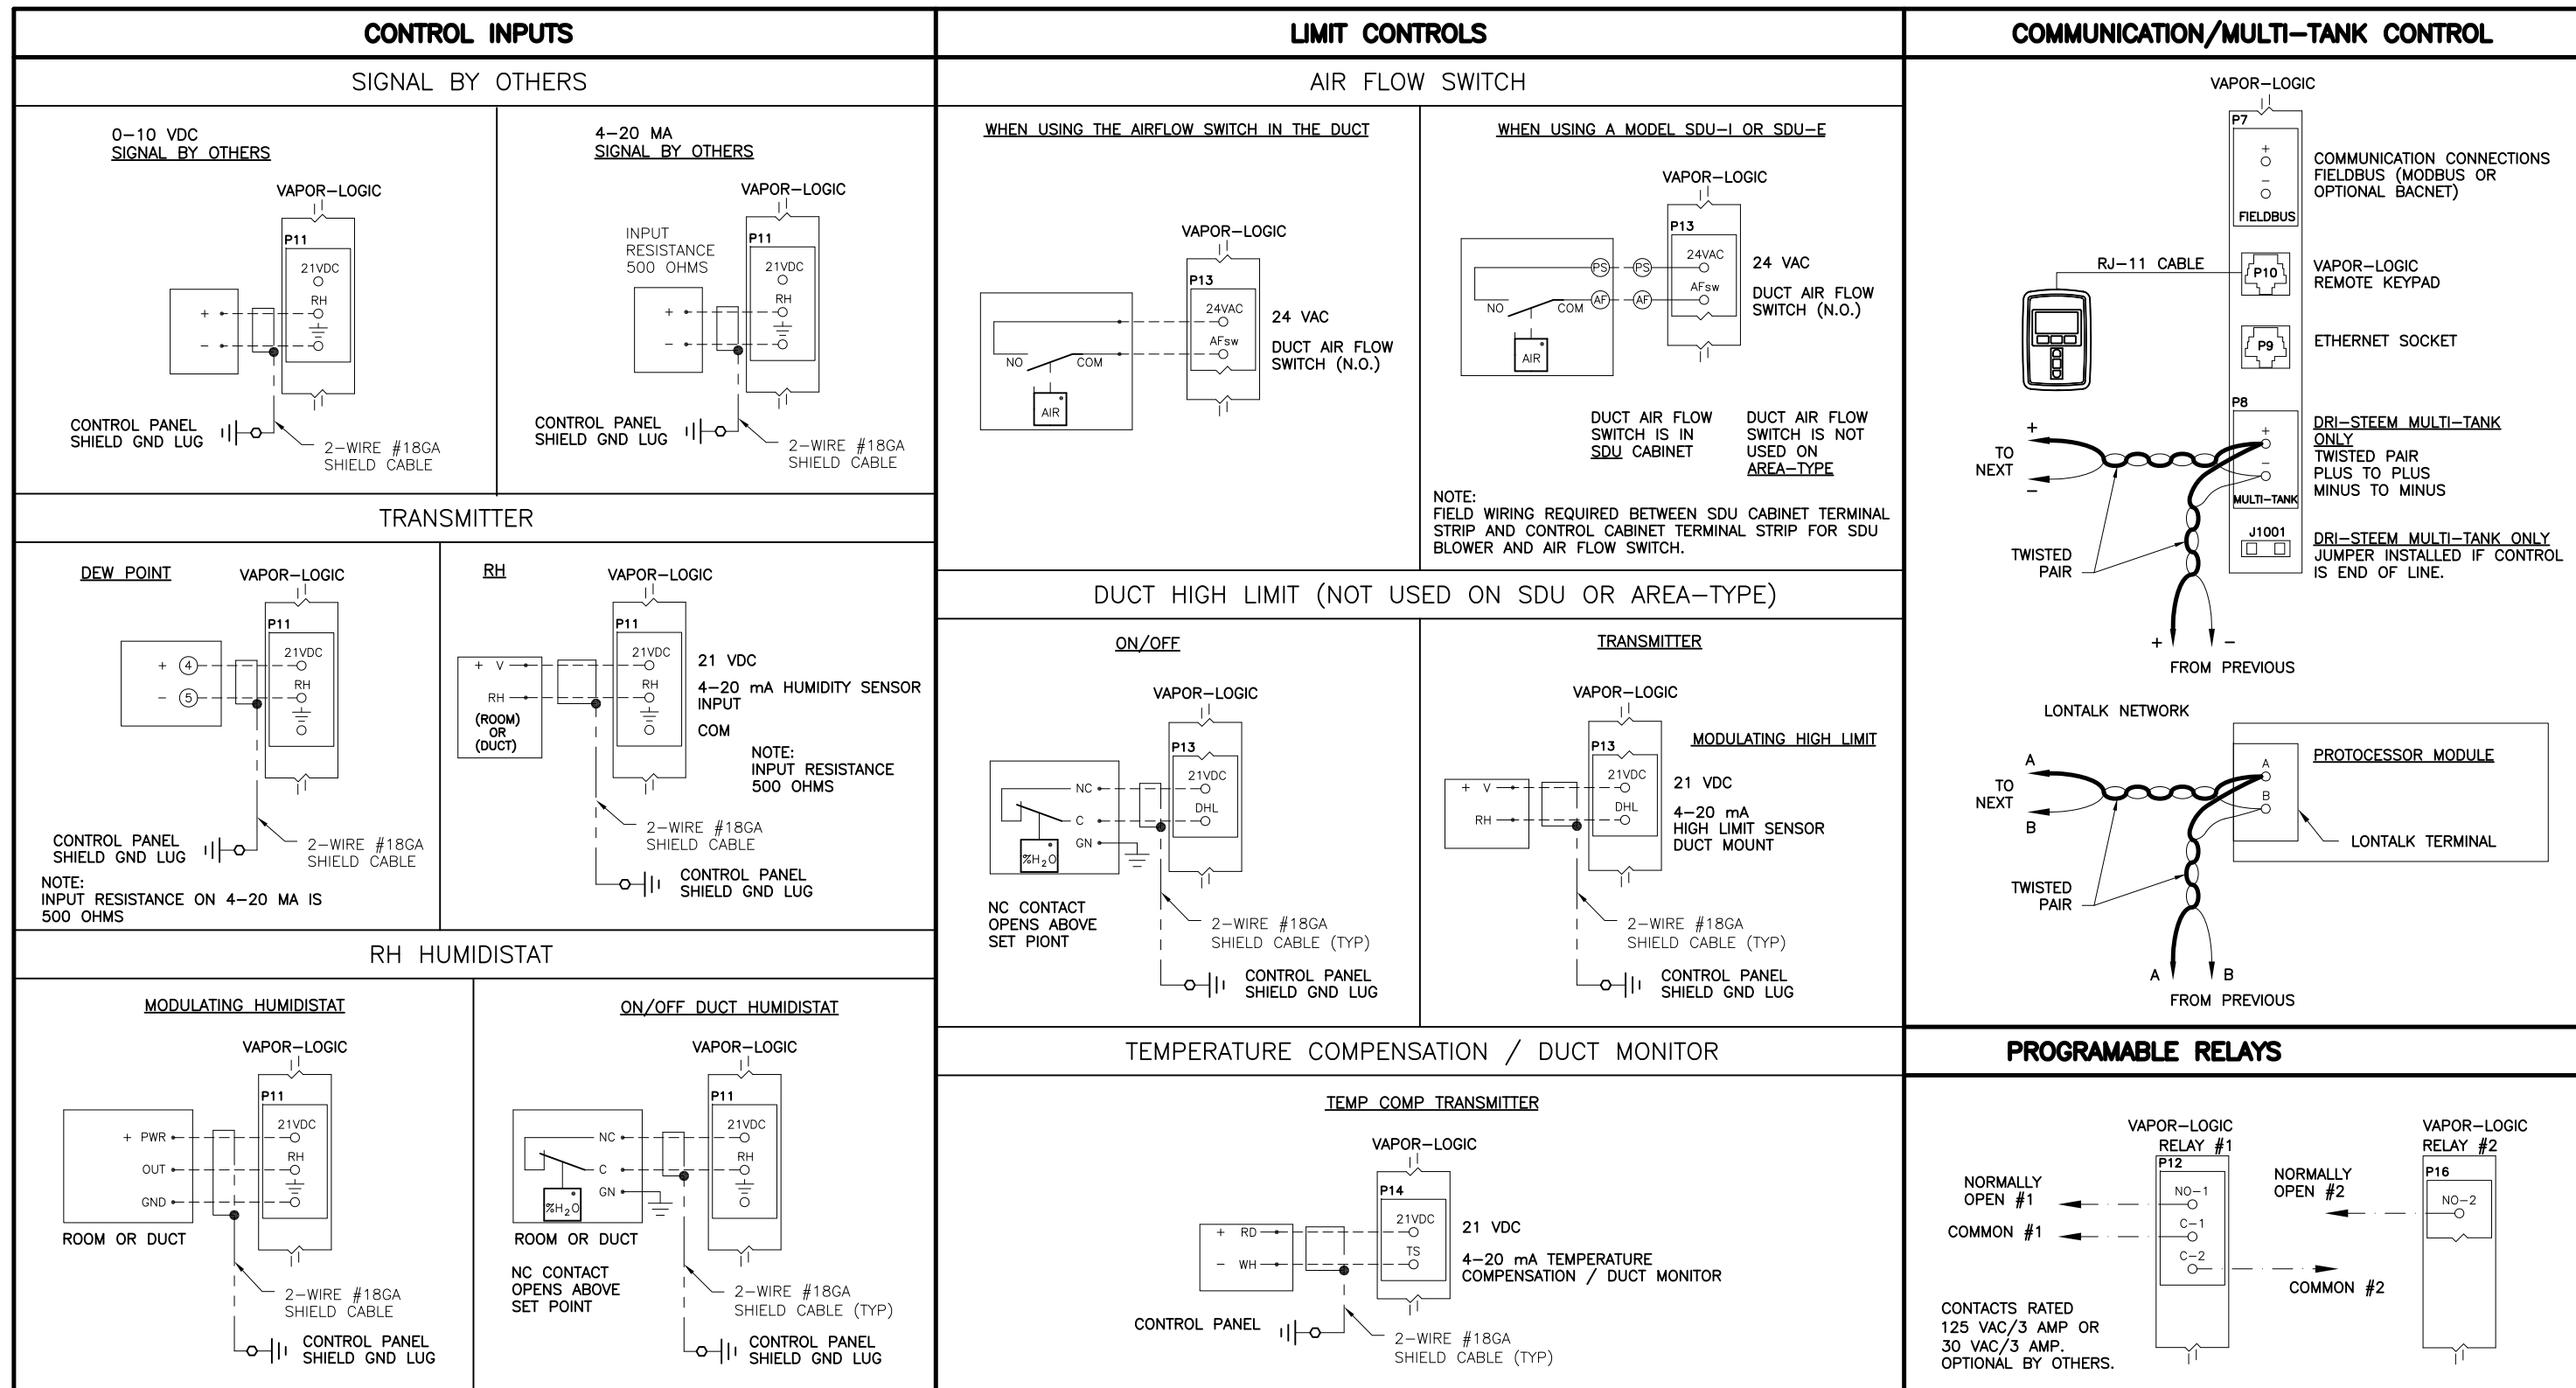 CONTROL INPUTS
SIGNAL BY OTHERS
0-10 VDC
SIGNAL BY OTHERS
VAPOR-LOGIC
P11
21VDC
RH
+
-
CONTROL PANEL
SHIELD GND LUG
2-WIRE #18GA
SHIELD CABLE
4-20 MA
SIGNAL BY OTHERS
VAPOR-LOGIC
INPUT
RESISTANCE
500 OHMS
P11
21VDC
RH
+
-
CONTROL PANEL
SHIELD GND LUG
2-WIRE #18GA
SHIELD CABLE
TRANSMITTER
DEW POINT
VAPOR-LOGIC
P11
21VDC
RH
+ 4
- 5
CONTROL PANEL
SHIELD GND LUG
2-WIRE #18GA
SHIELD CABLE
NOTE:
INPUT RESISTANCE ON 4-20 MA IS
500 OHMS
RH
VAPOR-LOGIC
P11
+ V
RH
(ROOM)
OR
(DUCT)
21VDC
RH
21 VDC
4-20 mA HUMIDITY SENSOR
INPUT
COM
NOTE:
INPUT RESISTANCE
500 OHMS
2-WIRE #18GA
SHIELD CABLE
CONTROL PANEL
SHIELD GND LUG
RH HUMIDISTAT
MODULATING HUMIDISTAT
VAPOR-LOGIC
P11
21VDC
RH
+ PWR
OUT
GND
ROOM OR DUCT
2-WIRE #18GA
SHIELD CABLE
CONTROL PANEL
SHIELD GND LUG
ON/OFF DUCT HUMIDISTAT
VAPOR-LOGIC
P11
21VDC
RH
NC
C
GN
%H2O
ROOM OR DUCT
NC CONTACT
OPENS ABOVE
SET POINT
2-WIRE #18GA
SHIELD CABLE (TYP)
CONTROL PANEL
SHIELD GND LUG
LIMIT CONTROLS
AIR FLOW SWITCH
WHEN USING THE AIRFLOW SWITCH IN THE DUCT
VAPOR-LOGIC
P13
24VAC
AFsw
NO
COM
AIR
24 VAC
DUCT AIR FLOW
SWITCH (N.O.)
WHEN USING A MODEL SDU-I OR SDU-E
VAPOR-LOGIC
P13
24VAC
AFsw
PS
PS
AF
AF
NO
COM
AIR
24 VAC
DUCT AIR FLOW
SWITCH (N.O.)
DUCT AIR FLOW
SWITCH IS IN
SDU CABINET
DUCT AIR FLOW
SWITCH IS NOT
USED ON
AREA-TYPE
NOTE:
FIELD WIRING REQUIRED BETWEEN SDU CABINET TERMINAL
STRIP AND CONTROL CABINET TERMINAL STRIP FOR SDU
BLOWER AND AIR FLOW SWITCH.
DUCT HIGH LIMIT (NOT USED ON SDU OR AREA-TYPE)
ON/OFF
VAPOR-LOGIC
P13
21VDC
DHL
NC
C
GN
%H2O
NC CONTACT
OPENS ABOVE
SET PIONT
2-WIRE #18GA
SHIELD CABLE (TYP)
CONTROL PANEL
SHIELD GND LUG
TRANSMITTER
VAPOR-LOGIC
P13
MODULATING HIGH LIMIT
21VDC
DHL
+ V
RH
21 VDC
4-20 mA
HIGH LIMIT SENSOR
DUCT MOUNT
2-WIRE #18GA
SHIELD CABLE (TYP)
CONTROL PANEL
SHIELD GND LUG
TEMPERATURE COMPENSATION / DUCT MONITOR
TEMP COMP TRANSMITTER
VAPOR-LOGIC
P14
21VDC
TS
+ RD
- WH
21 VDC
4-20 mA TEMPERATURE
COMPENSATION / DUCT MONITOR
CONTROL PANEL
2-WIRE #18GA
SHIELD CABLE (TYP)
COMMUNICATION/MULTI-TANK CONTROL
VAPOR-LOGIC
P7
+
-
FIELDBUS
COMMUNICATION CONNECTIONS
FIELDBUS (MODBUS OR
OPTIONAL BACNET)
RJ-11 CABLE
P10
VAPOR-LOGIC
REMOTE KEYPAD
P9
ETHERNET SOCKET
P8
+
-
MULTI-TANK
DRI-STEEM MULTI-TANK
ONLY
TWISTED PAIR
PLUS TO PLUS
MINUS TO MINUS
+
TO
NEXT
-
J1001
DRI-STEEM MULTI-TANK ONLY
JUMPER INSTALLED IF CONTROL
IS END OF LINE.
TWISTED
PAIR
+ -
FROM PREVIOUS
LONTALK NETWORK
PROTOCESSOR MODULE
A
TO
NEXT
B
A
B
LONTALK TERMINAL
TWISTED
PAIR
A B
FROM PREVIOUS
PROGRAMABLE RELAYS
VAPOR-LOGIC
RELAY #1
P12
NO-1
C-1
C-2
NORMALLY
OPEN #1
COMMON #1
VAPOR-LOGIC
RELAY #2
P16
NO-2
NORMALLY
OPEN #2
COMMON #2
CONTACTS RATED
125 VAC/3 AMP OR
30 VAC/3 AMP.
OPTIONAL BY OTHERS.